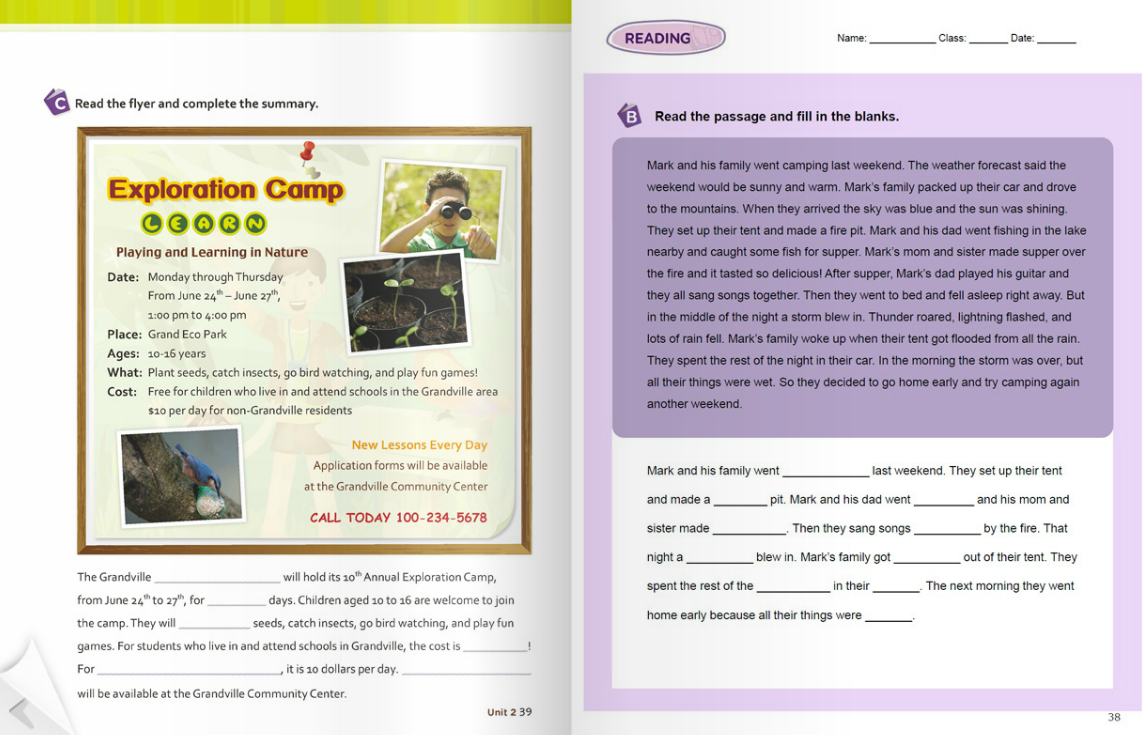 C Read the flyer and complete the summary.
Exploration Camp
LEARN
Playing and Learning in Nature
Date: Monday through Thursday
From June 24th – June 27th,
1:00 pm to 4:00 pm
Place: Grand Eco Park
Ages: 10-16 years
What: Plant seeds, catch insects, go bird watching, and play fun games!
Cost: Free for children who live in and attend schools in the Grandville area
$10 per day for non-Grandville residents
New Lessons Every Day
Application forms will be available
at the Grandville Community Center
CALL TODAY 100-234-5678
The Grandville ____________________ will hold its 10th Annual Exploration Camp,
from June 24th to 27th, for _________ days. Children aged 10 to 16 are welcome to join
the camp. They will ___________ seeds, catch insects, go bird watching, and play fun
games. For students who live in and attend schools in Grandville, the cost is __________!
For _____________________________, it is 10 dollars per day. ____________________
will be available at the Grandville Community Center.
Unit 2 39
READING
Name: ___________ Class: ______ Date: ______
B Read the passage and fill in the blanks.
Mark and his family went camping last weekend. The weather forecast said the
weekend would be sunny and warm. Mark's family packed up their car and drove
to the mountains. When they arrived the sky was blue and the sun was shining.
They set up their tent and made a fire pit. Mark and his dad went fishing in the lake
nearby and caught some fish for supper. Mark's mom and sister made supper over
the fire and it tasted so delicious! After supper, Mark's dad played his guitar and
they all sang songs together. Then they went to bed and fell asleep right away. But
in the middle of the night a storm blew in. Thunder roared, lightning flashed, and
lots of rain fell. Mark's family woke up when their tent got flooded from all the rain.
They spent the rest of the night in their car. In the morning the storm was over, but
all their things were wet. So they decided to go home early and try camping again
another weekend.
Mark and his family went _____________ last weekend. They set up their tent
and made a ________ pit. Mark and his dad went _________ and his mom and
sister made ___________. Then they sang songs __________ by the fire. That
night a __________ blew in. Mark's family got __________ out of their tent. They
spent the rest of the ___________ in their _______. The next morning they went
home early because all their things were _______.
38